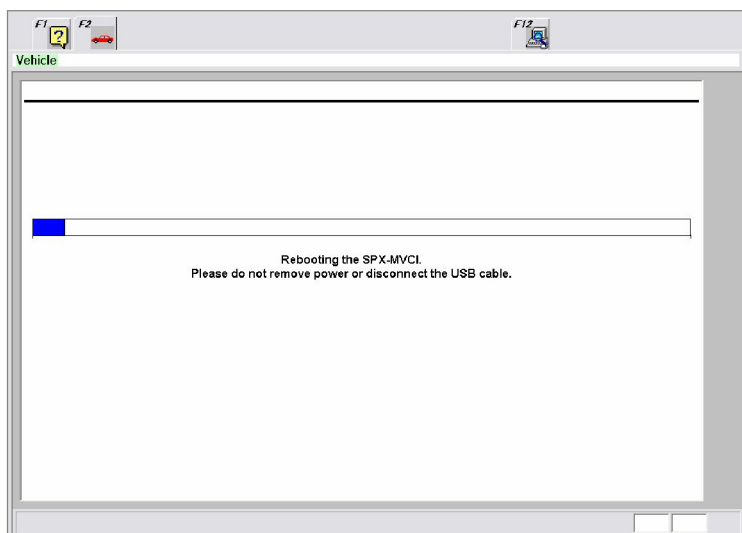 F1 F2 F12
Vehicle
Rebooting the SPX-MVCI.
Please do not remove power or disconnect the USB cable.